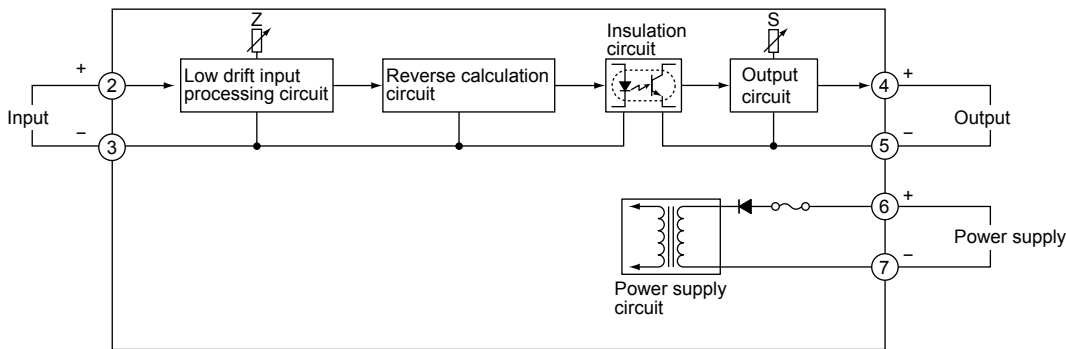 Z
S
Insulation
circuit
Low drift input
processing circuit
Reverse calculation
circuit
Output
circuit
+
2
4
+
Input
Output
−
3
5
−
6
+
Power supply
7
−
Power supply
circuit